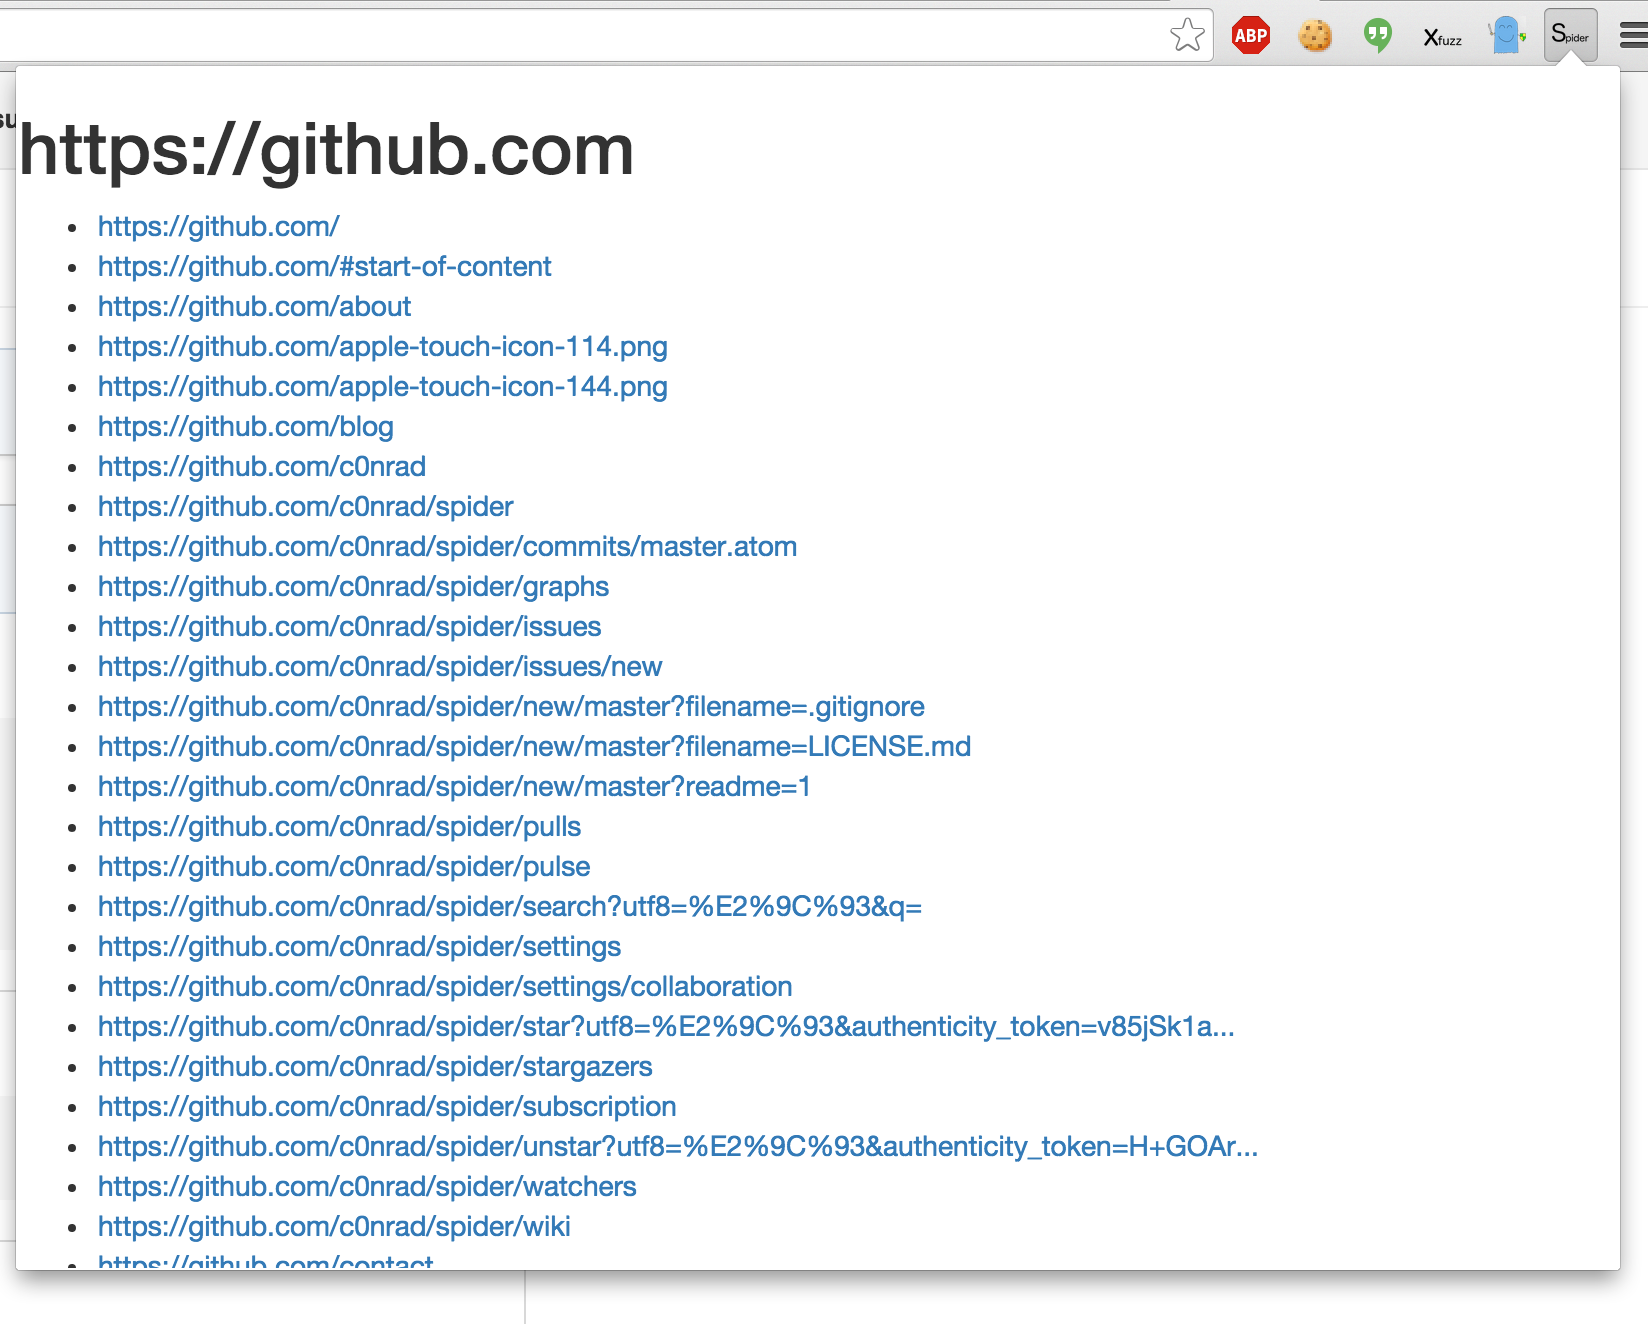 ABP
Xfuzz
Spider
su
https://github.com
https://github.com/
https://github.com/#start-of-content
https://github.com/about
https://github.com/apple-touch-icon-114.png
https://github.com/apple-touch-icon-144.png
https://github.com/blog
https://github.com/c0nrad
https://github.com/c0nrad/spider
https://github.com/c0nrad/spider/commits/master.atom
https://github.com/c0nrad/spider/graphs
https://github.com/c0nrad/spider/issues
https://github.com/c0nrad/spider/issues/new
https://github.com/c0nrad/spider/new/master?filename=.gitignore
https://github.com/c0nrad/spider/new/master?filename=LICENSE.md
https://github.com/c0nrad/spider/new/master?readme=1
https://github.com/c0nrad/spider/pulls
https://github.com/c0nrad/spider/pulse
https://github.com/c0nrad/spider/search?utf8=%E2%9C%93&q=
https://github.com/c0nrad/spider/settings
https://github.com/c0nrad/spider/settings/collaboration
https://github.com/c0nrad/spider/star?utf8=%E2%9C%93&authenticity_token=v85jSk1a...
https://github.com/c0nrad/spider/stargazers
https://github.com/c0nrad/spider/subscription
https://github.com/c0nrad/spider/unstar?utf8=%E2%9C%93&authenticity_token=H+GOAr...
https://github.com/c0nrad/spider/watchers
https://github.com/c0nrad/spider/wiki
https://github.com/contact